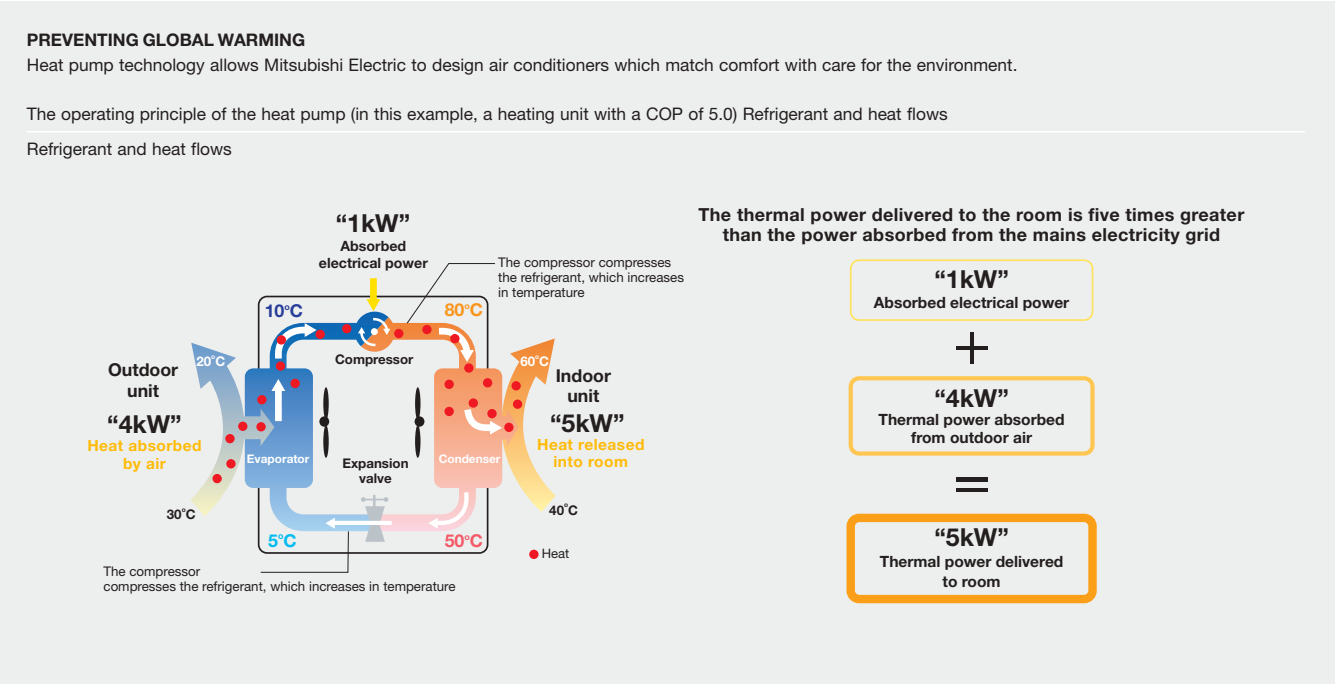 PREVENTING GLOBAL WARMING
Heat pump technology allows Mitsubishi Electric to design air conditioners which match comfort with care for the environment.
The operating principle of the heat pump (in this example, a heating unit with a COP of 5.0) Refrigerant and heat flows
Refrigerant and heat flows
“1kW”
Absorbed
electrical power
The compressor compresses
the refrigerant, which increases
in temperature
10°C
80°C
Compressor
20°C
60°C
Outdoor
unit
“4kW”
Heat absorbed
by air
Indoor
unit
“5kW”
Heat released
into room
Evaporator
Expansion
valve
Condenser
30°C
40°C
5°C
50°C
Heat
The compressor
compresses the refrigerant, which increases in temperature
The thermal power delivered to the room is five times greater
than the power absorbed from the mains electricity grid
“1kW”
Absorbed electrical power
+
“4kW”
Thermal power absorbed
from outdoor air
=
“5kW”
Thermal power delivered
to room